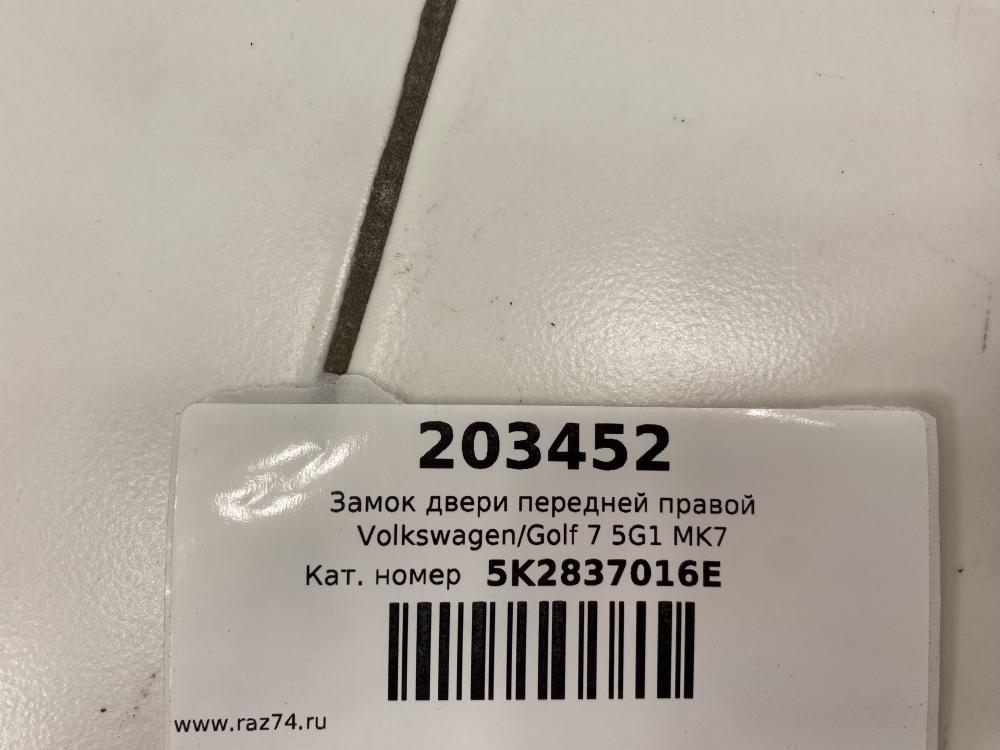 203452
Замок двери передней правой
Volkswagen/Golf 7 5G1 MK7
Кат. номер 5K2837016E
www.raz74.ru